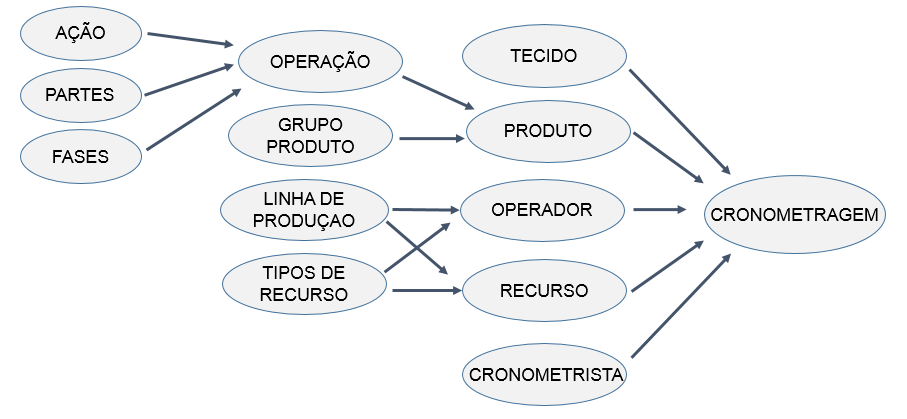 AÇÃO
PARTES
FASES
OPERAÇÃO
GRUPO
PRODUTO
LINHA DE
PRODUÇAO
TIPOS DE
RECURSO
TECIDO
PRODUTO
OPERADOR
RECURSO
CRONOMETRISTA
CRONOMETRAGEM